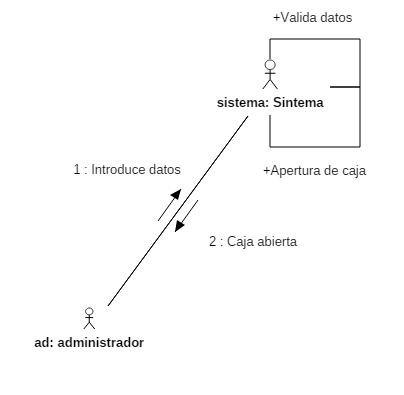 +Valida datos
sistema: Sintema
+Apertura de caja
1 : Introduce datos
2 : Caja abierta
ad: administrador